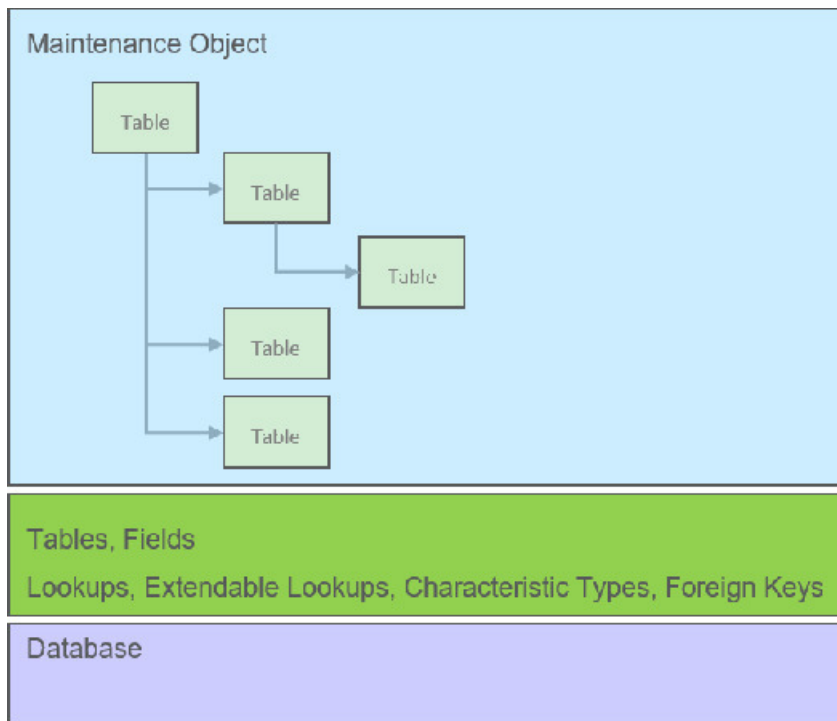 Maintenance Object
Table
Table
Table
Table
Table
Tables, Fields
Lookups, Extendable Lookups, Characteristic Types, Foreign Keys
Database